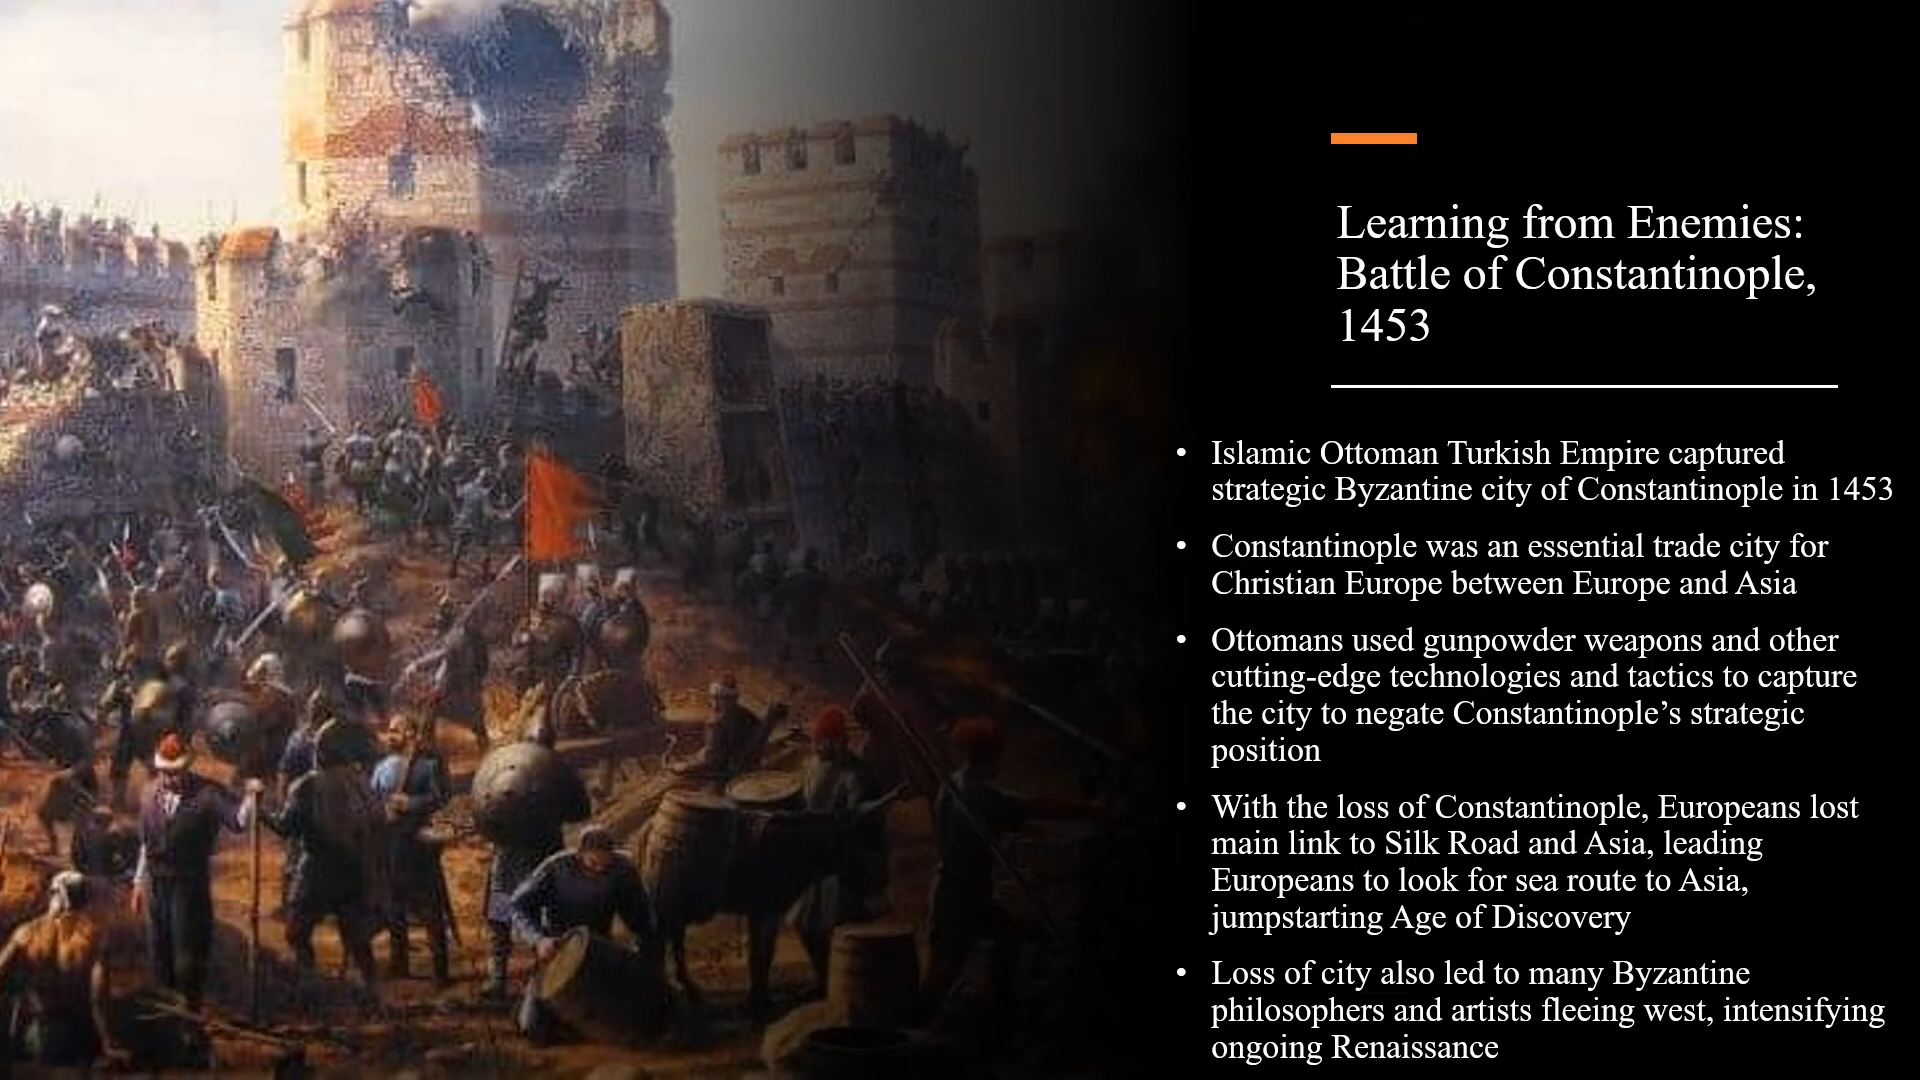 Learning from Enemies:
Battle of Constantinople,
1453
• Islamic Ottoman Turkish Empire captured
strategic Byzantine city of Constantinople in 1453
• Constantinople was an essential trade city for
Christian Europe between Europe and Asia
• Ottomans used gunpowder weapons and other
cutting-edge technologies and tactics to capture
the city to negate Constantinople’s strategic
position
• With the loss of Constantinople, Europeans lost
main link to Silk Road and Asia, leading
Europeans to look for sea route to Asia,
jumpstarting Age of Discovery
• Loss of city also led to many Byzantine
philosophers and artists fleeing west, intensifying
ongoing Renaissance